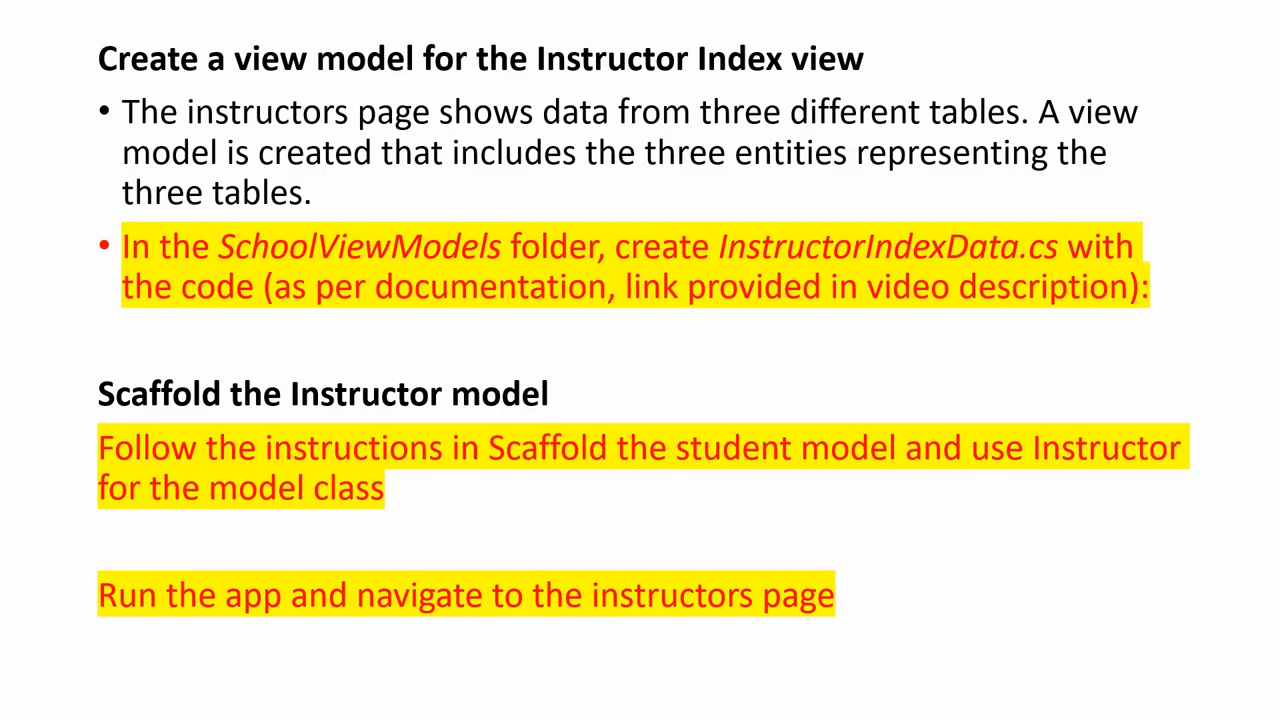 Create a view model for the Instructor Index view
• The instructors page shows data from three different tables. A view
model is created that includes the three entities representing the
three tables.
• In the SchoolViewModels folder, create InstructorIndexData.cs with
the code (as per documentation, link provided in video description):
Scaffold the Instructor model
Follow the instructions in Scaffold the student model and use Instructor
for the model class
Run the app and navigate to the instructors page